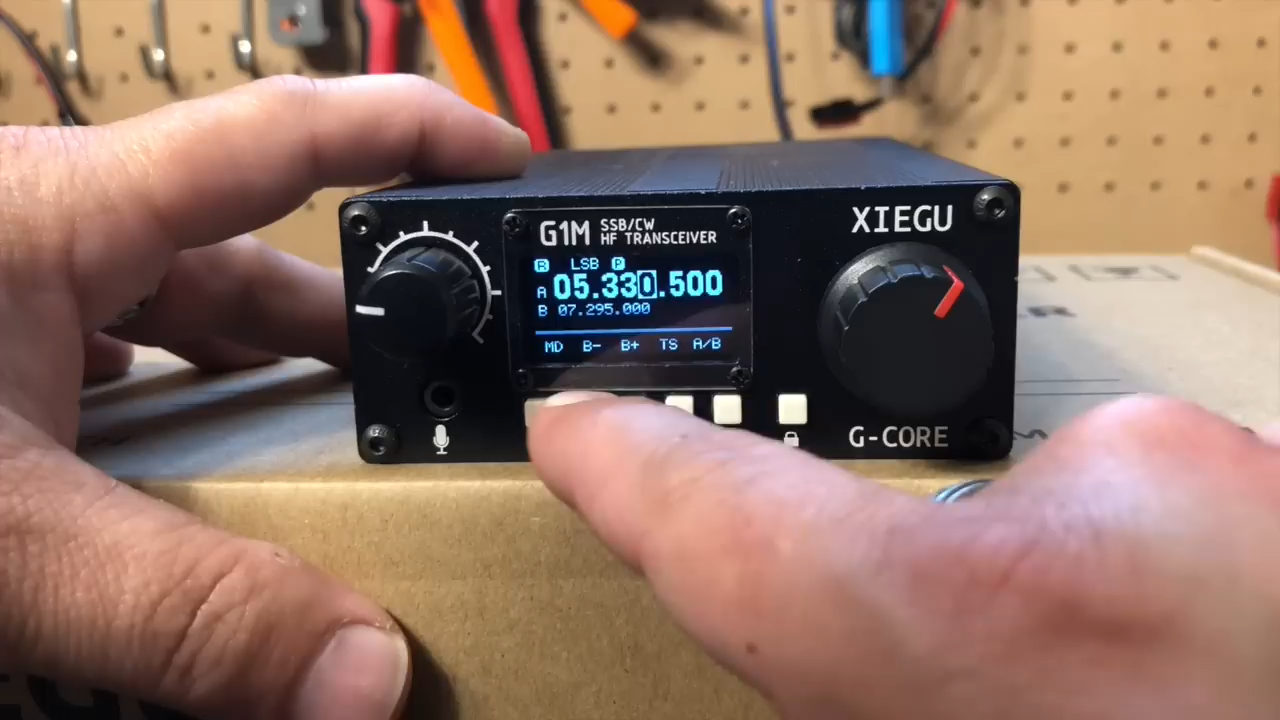 G1M SSB/CW
HF TRANSCEIVER
XIEGU
R LSB P
A 05.330.500
B 07.295.000
MD B- B+ TS A/B
G-CORE